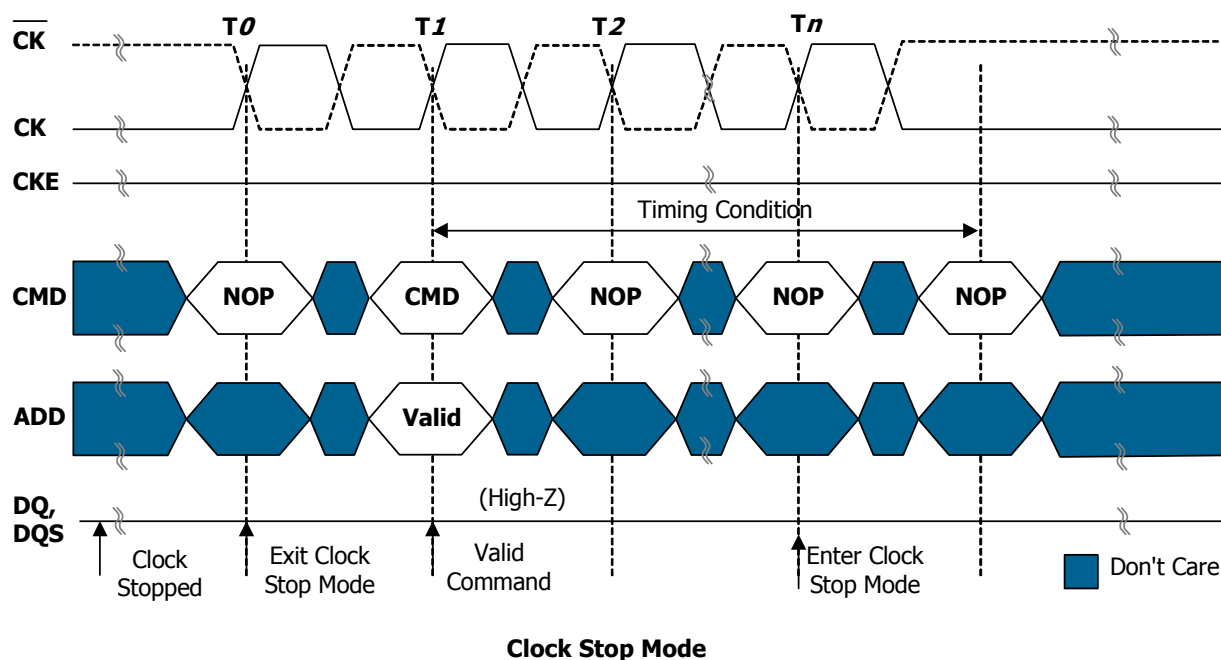 CK
T0 T1 T2 Tn
CK
CKE
Timing Condition
CMD NOP CMD NOP NOP NOP
ADD Valid
DQ,
DQS
(High-Z)
Clock
Stopped
Exit Clock
Stop Mode
Valid
Command
Enter Clock
Stop Mode
Don't Care
Clock Stop Mode